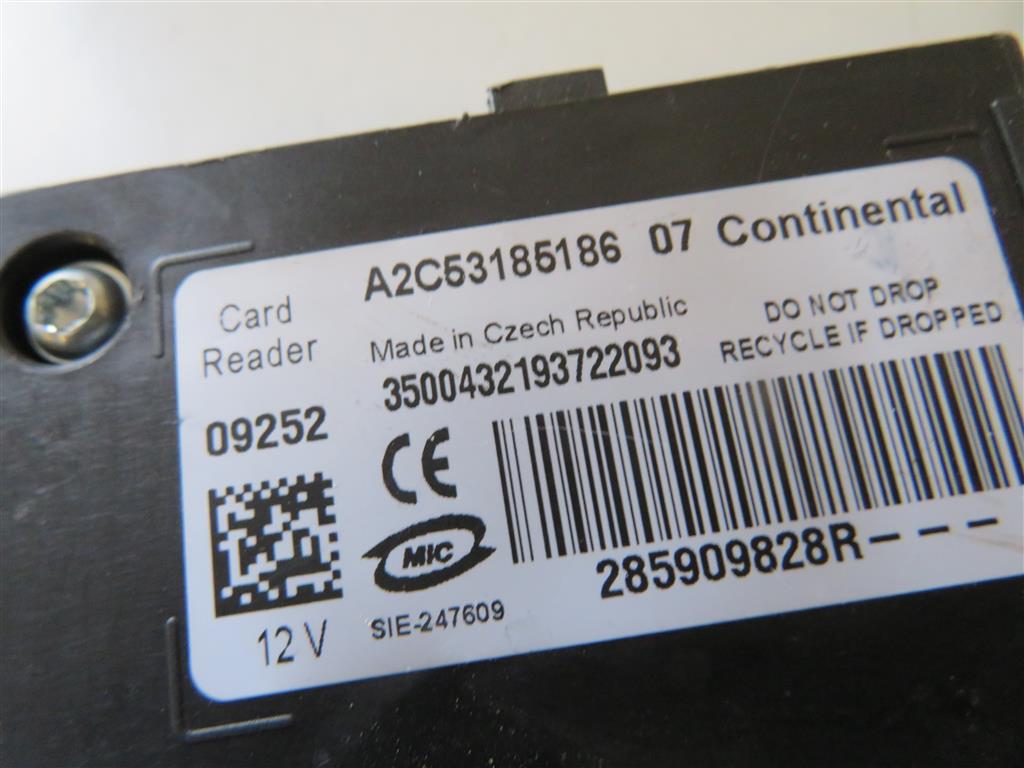 A2C53185186 07 Continental
Card
Reader
Made in Czech Republic
3500432193722093
DO NOT DROP
RECYCLE IF DROPPED
09252
CE
MIC
285909828R---
12 V
SIE-247609